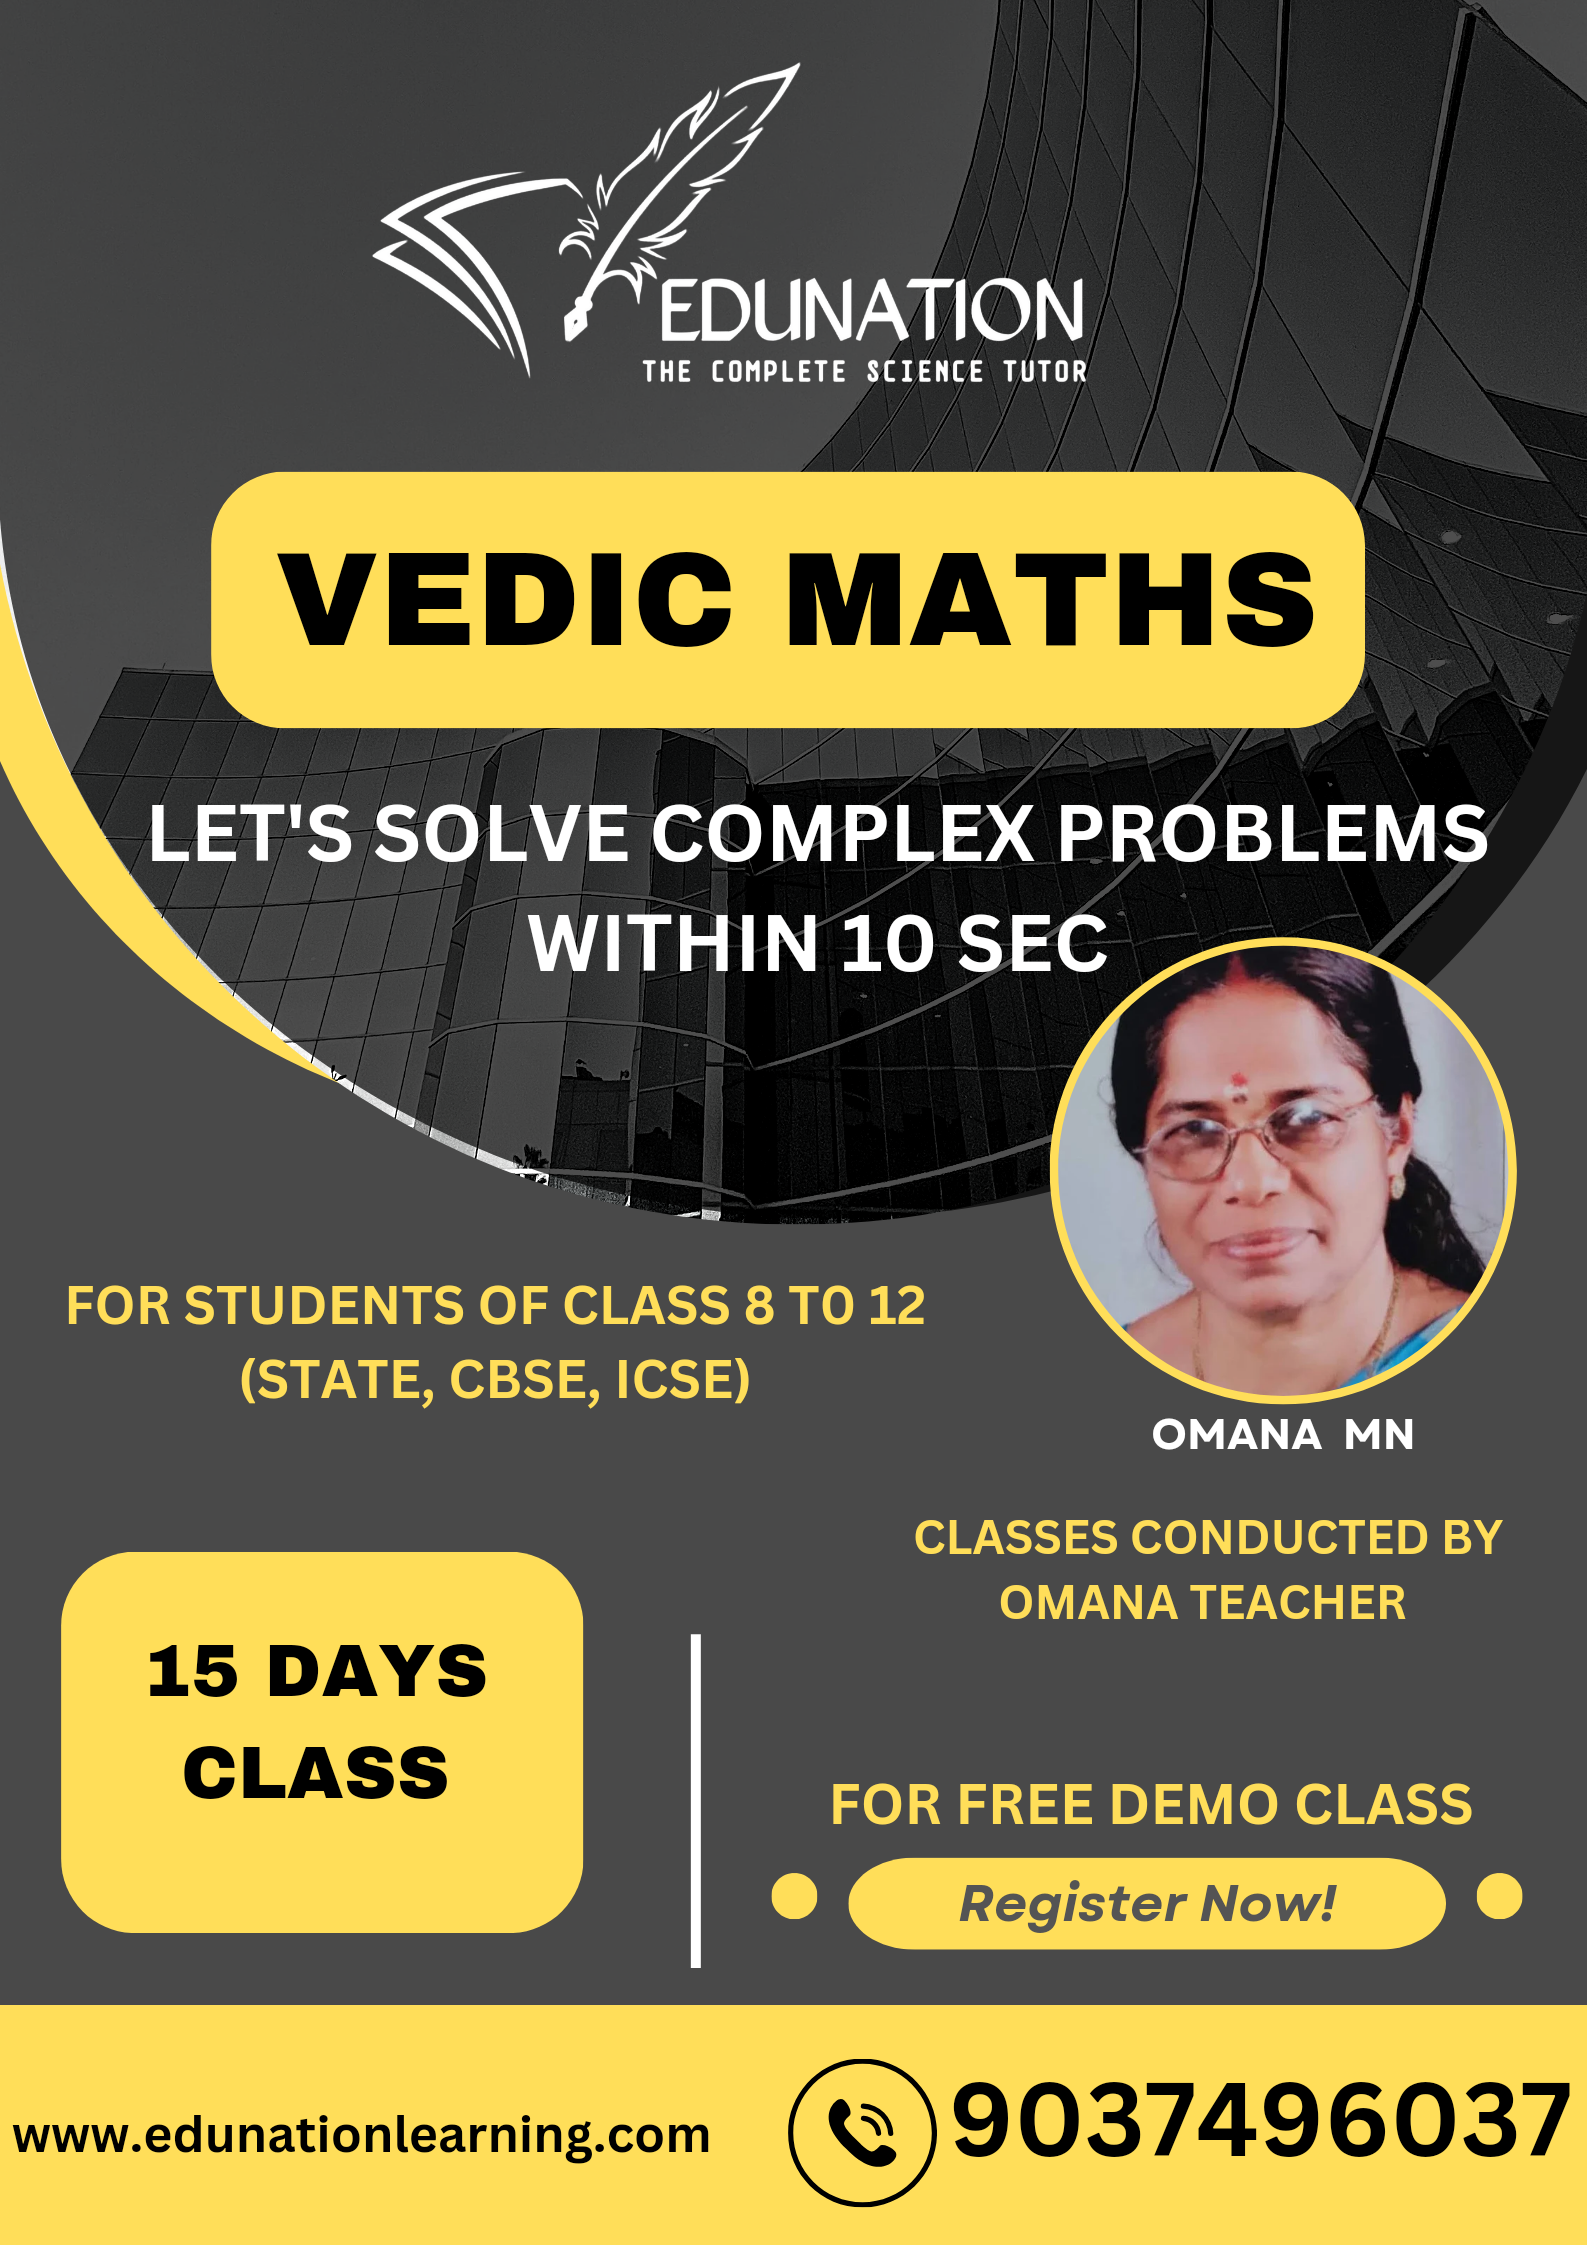 EDUNATION
THE COMPLETE SCIENCE TUTOR
VEDIC MATHS
LET'S SOLVE COMPLEX PROBLEMS
WITHIN 10 SEC
FOR STUDENTS OF CLASS 8 T0 12
(STATE, CBSE, ICSE)
OMANA MN
CLASSES CONDUCTED BY
OMANA TEACHER
15 DAYS
CLASS
FOR FREE DEMO CLASS
Register Now!
www.edunationlearning.com
9037496037